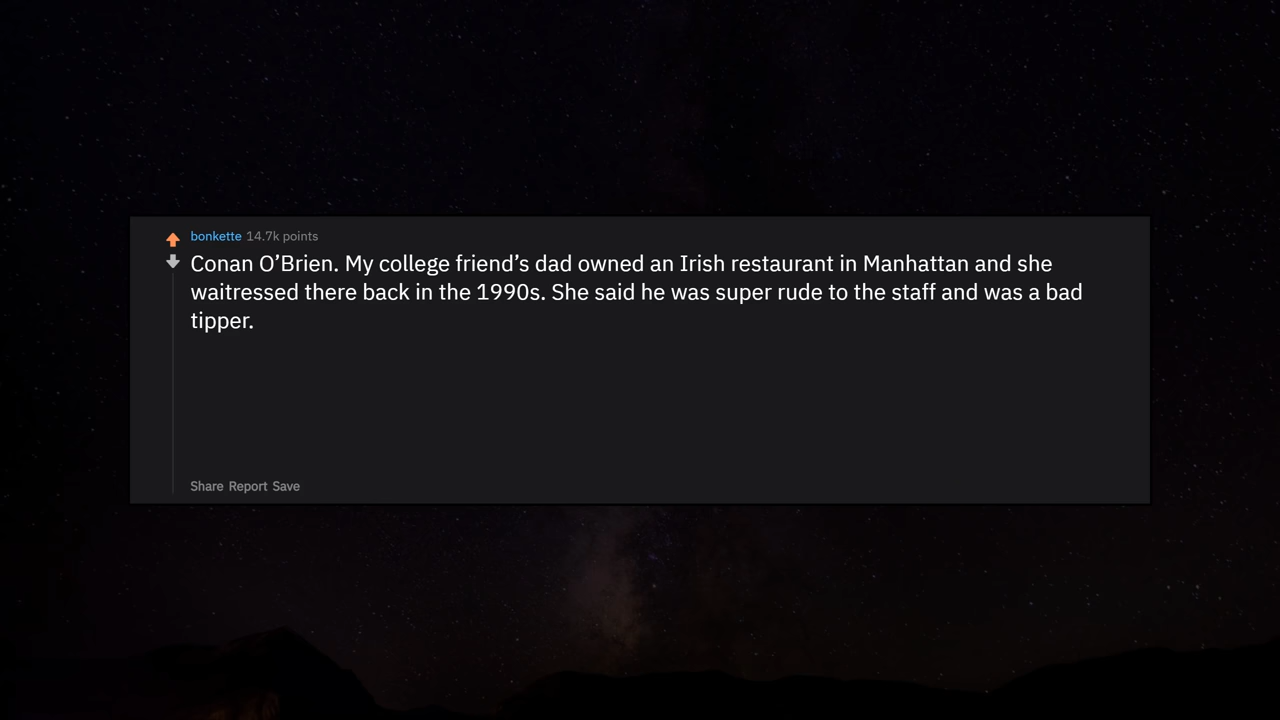 bonkette 14.7k points
Conan O’Brien. My college friend’s dad owned an Irish restaurant in Manhattan and she
waitressed there back in the 1990s. She said he was super rude to the staff and was a bad
tipper.
Share Report Save